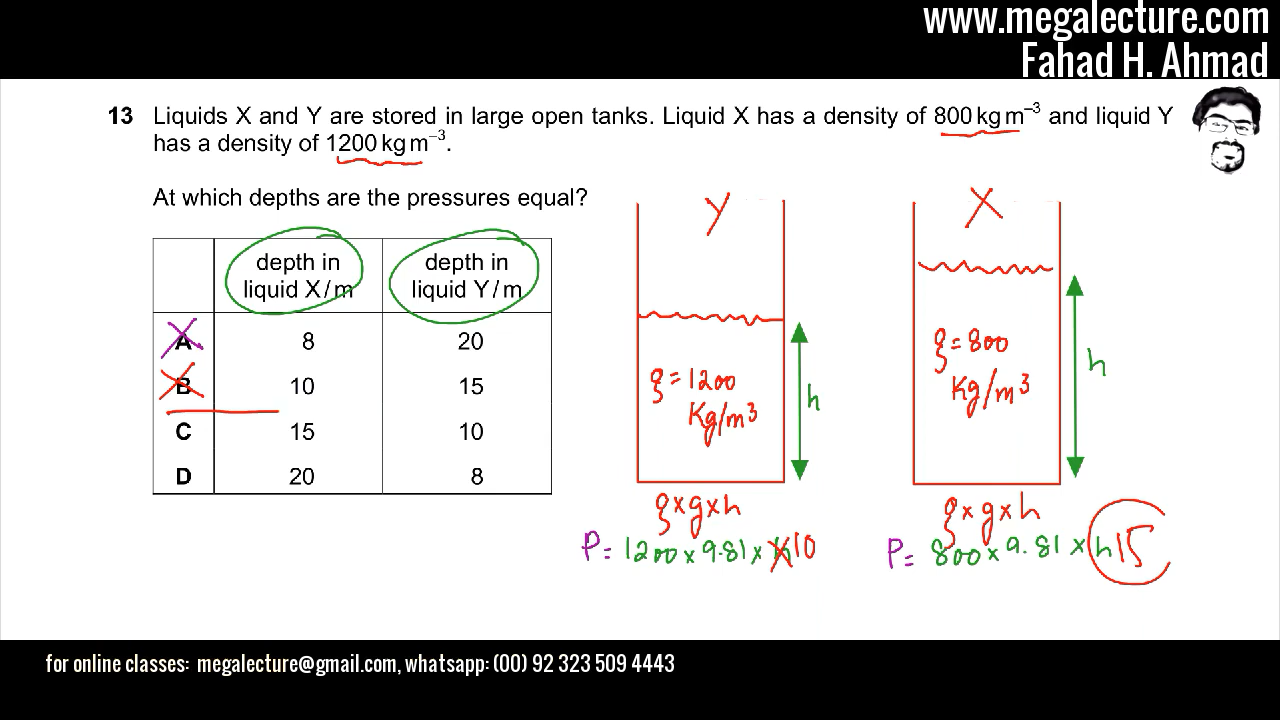 www.megalecture.com
Fahad H. Ahmad
13 Liquids X and Y are stored in large open tanks. Liquid X has a density of 800 kg m⁻³ and liquid Y
has a density of 1200 kg m⁻³.
At which depths are the pressures equal?
depth in liquid X / m
depth in liquid Y / m
A 8 20
B 10 15
C 15 10
D 20 8
Y
ρ = 1200
Kg/m³
h
ρ×g×h
P = 1200 × 9.81 × h 10
X
ρ = 800
Kg/m³
h
ρ×g×h
P = 800 × 9.81 × h 15
for online classes: megalecture@gmail.com, whatsapp: (00) 92 323 509 4443